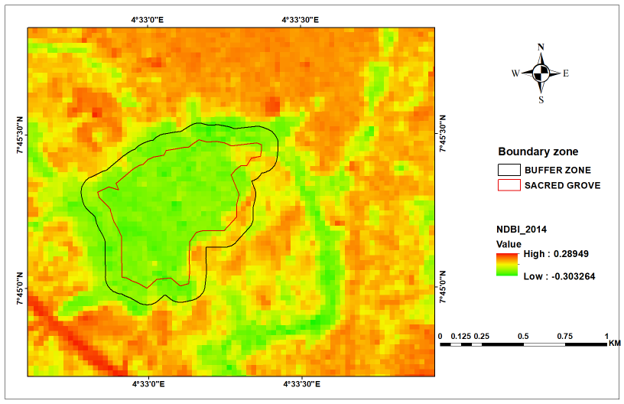 4°33'0"E 4°33'30"E
N
W E
S
7°45'30"N 7°45'30"N
Boundary zone
BUFFER ZONE
SACRED GROVE
NDBI_2014
Value
High : 0.28949
Low : -0.303264
7°45'0"N 7°45'0"N
0 0.125 0.25 0.5 0.75 1
KM
4°33'0"E 4°33'30"E